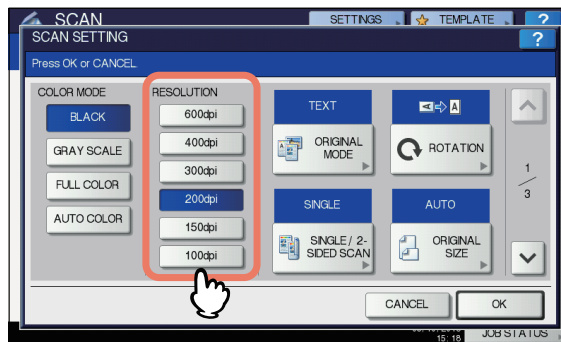 SCAN
SETTINGS
TEMPLATE
?
SCAN SETTING
?
Press OK or CANCEL.
COLOR MODE
BLACK
GRAY SCALE
FULL COLOR
AUTO COLOR
RESOLUTION
600dpi
400dpi
300dpi
200dpi
150dpi
100dpi
TEXT
ORIGINAL
MODE
A
ROTATION
SINGLE
SINGLE / 2-
SIDED SCAN
AUTO
ORIGINAL
SIZE
1
3
CANCEL
OK
15:18
JOB STATUS